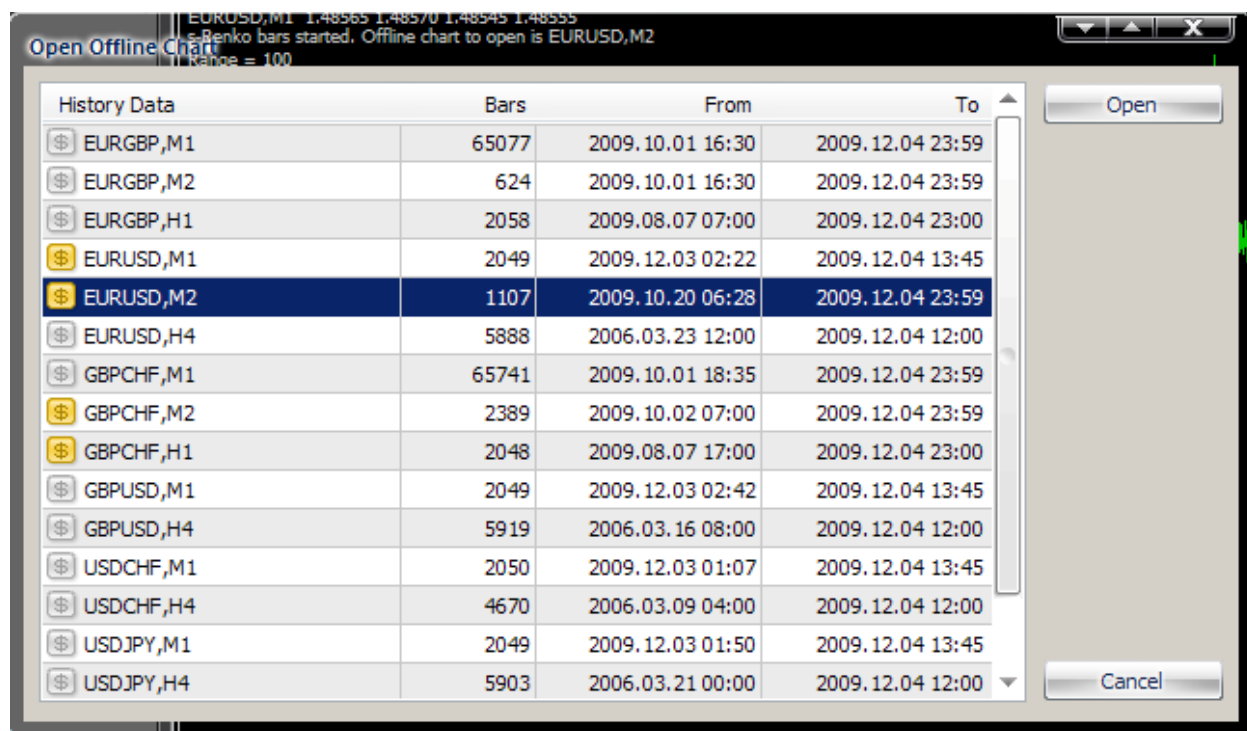 EURUSD,M1 1.48565 1.48570 1.48545 1.48555
s-Renko bars started. Offline chart to open is EURUSD,M2
Open Offline Chart
Range = 100
History Data Bars From To
Open
EURGBP,M1 65077 2009.10.01 16:30 2009.12.04 23:59
EURGBP,M2 624 2009.10.01 16:30 2009.12.04 23:59
EURGBP,H1 2058 2009.08.07 07:00 2009.12.04 23:00
EURUSD,M1 2049 2009.12.03 02:22 2009.12.04 13:45
EURUSD,M2 1107 2009.10.20 06:28 2009.12.04 23:59
EURUSD,H4 5888 2006.03.23 12:00 2009.12.04 12:00
GBPCHF,M1 65741 2009.10.01 18:35 2009.12.04 23:59
GBPCHF,M2 2389 2009.10.02 07:00 2009.12.04 23:59
GBPCHF,H1 2048 2009.08.07 17:00 2009.12.04 23:00
GBPUSD,M1 2049 2009.12.03 02:42 2009.12.04 13:45
GBPUSD,H4 5919 2006.03.16 08:00 2009.12.04 12:00
USDCHF,M1 2050 2009.12.03 01:07 2009.12.04 13:45
USDCHF,H4 4670 2006.03.09 04:00 2009.12.04 12:00
USDJPY,M1 2049 2009.12.03 01:50 2009.12.04 13:45
USDJPY,H4 5903 2006.03.21 00:00 2009.12.04 12:00
Cancel